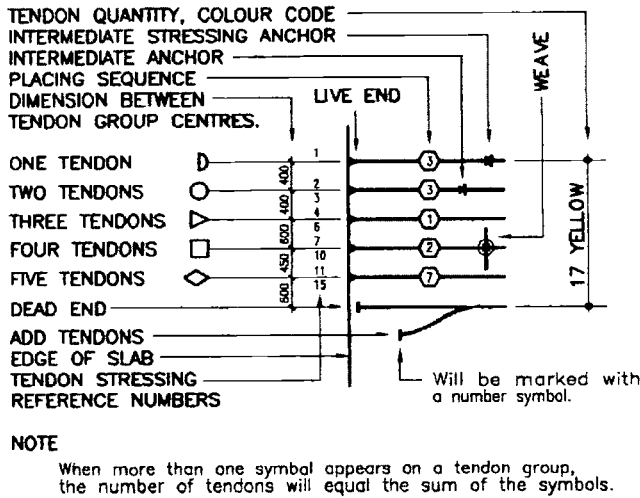 TENDON QUANTITY, COLOUR CODE
INTERMEDIATE STRESSING ANCHOR
INTERMEDIATE ANCHOR
PLACING SEQUENCE
DIMENSION BETWEEN
TENDON GROUP CENTRES.
LIVE END
WEAVE
ONE TENDON
1
3
400
TWO TENDONS
2
3
3
400
THREE TENDONS
4
6
1
600
FOUR TENDONS
7
10
2
450
FIVE TENDONS
11
15
7
600
17 YELLOW
DEAD END
ADD TENDONS
EDGE OF SLAB
TENDON STRESSING
REFERENCE NUMBERS
Will be marked with
a number symbol.
NOTE
When more than one symbol appears on a tendon group,
the number of tendons will equal the sum of the symbols.